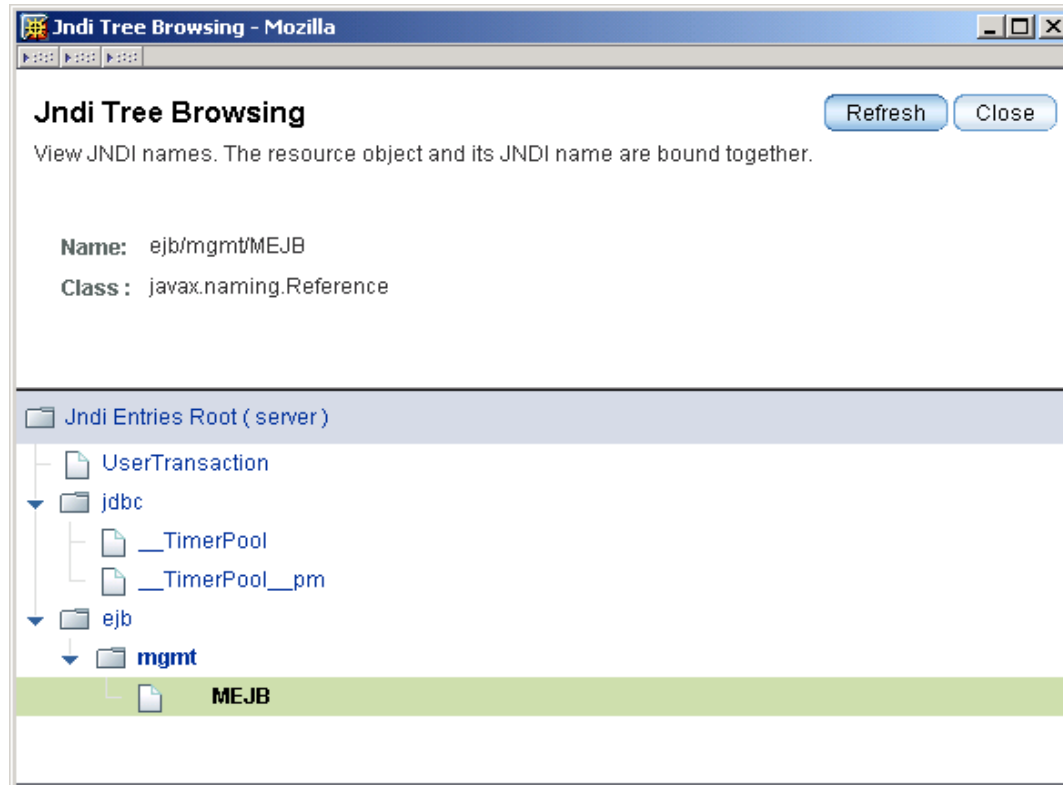 Jndi Tree Browsing - Mozilla
Jndi Tree Browsing
Refresh
Close
View JNDI names. The resource object and its JNDI name are bound together.
Name: ejb/mgmt/MEJB
Class : javax.naming.Reference
Jndi Entries Root ( server )
UserTransaction
jdbc
__TimerPool
__TimerPool__pm
ejb
mgmt
MEJB